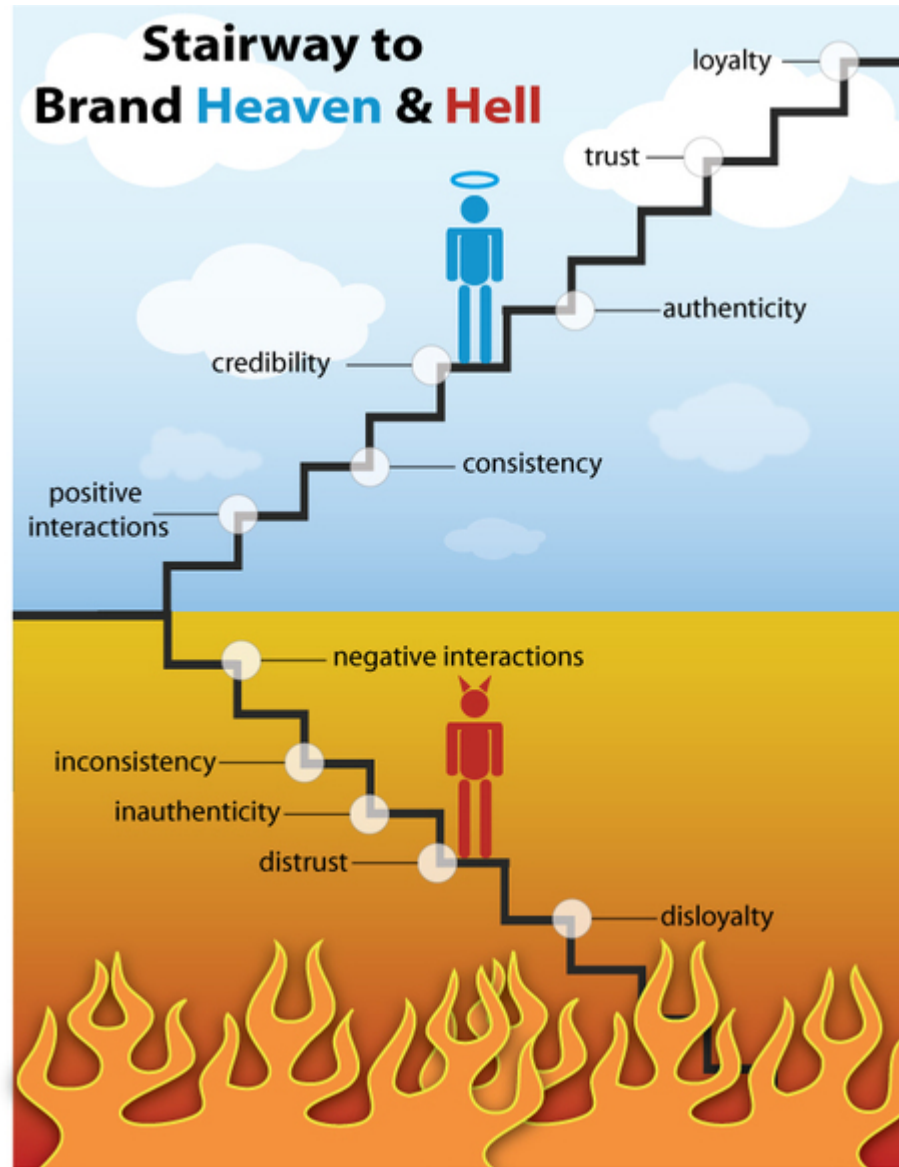 Stairway to
Brand Heaven & Hell
loyalty
trust
authenticity
credibility
consistency
positive
interactions
negative interactions
inconsistency
inauthenticity
distrust
disloyalty